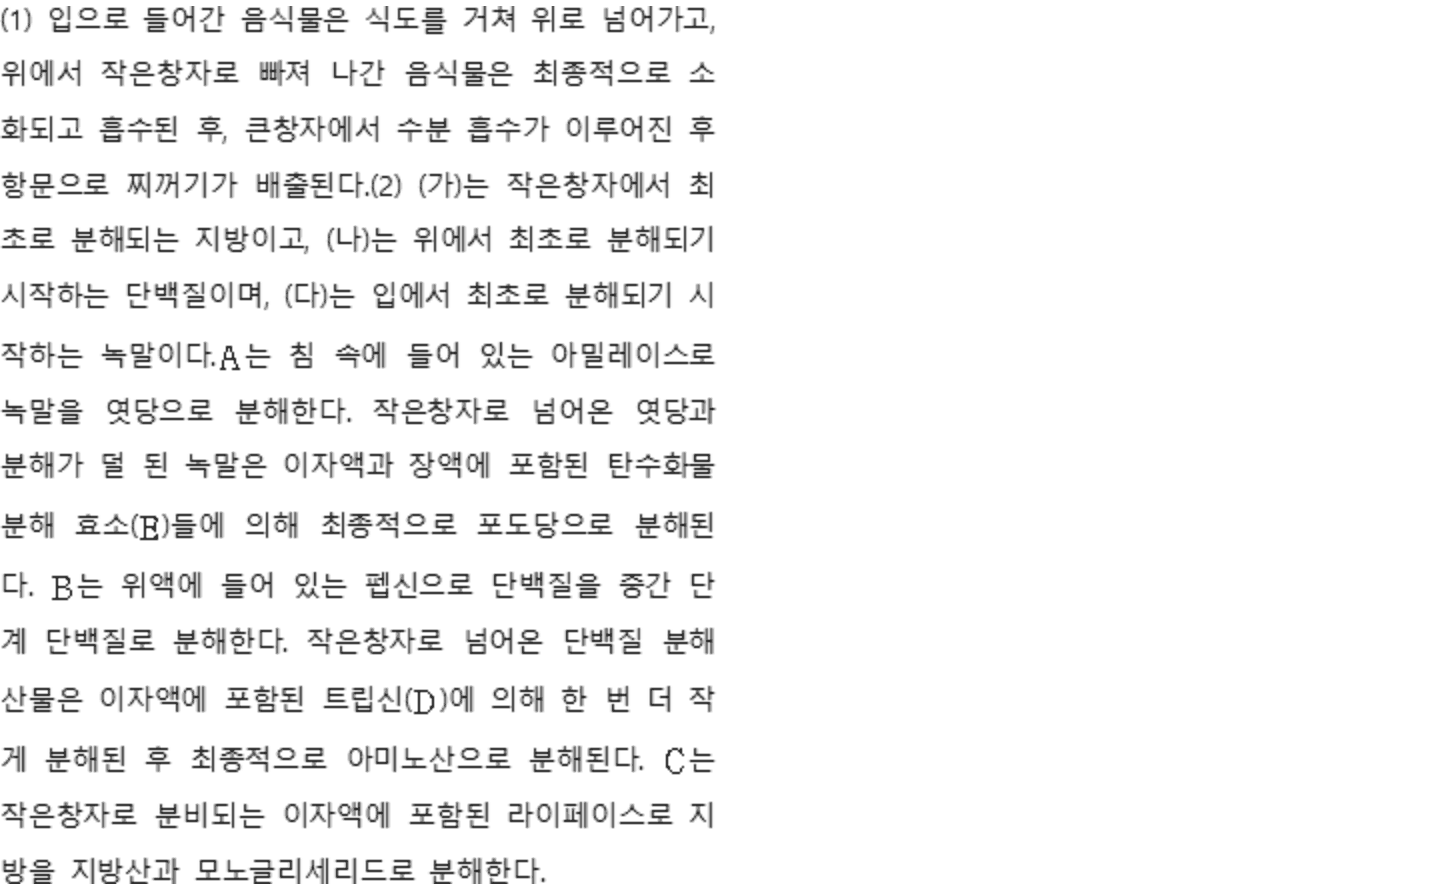 (1) 입으로 들어간 음식물은 식도를 거쳐 위로 넘어가고,
위에서 작은창자로 빠져 나간 음식물은 최종적으로 소
화되고 흡수된 후, 큰창자에서 수분 흡수가 이루어진 후
항문으로 찌꺼기가 배출된다.(2) (가)는 작은창자에서 최
초로 분해되는 지방이고, (나)는 위에서 최초로 분해되기
시작하는 단백질이며, (다)는 입에서 최초로 분해되기 시
작하는 녹말이다.A는 침 속에 들어 있는 아밀레이스로
녹말을 엿당으로 분해한다. 작은창자로 넘어온 엿당과
분해가 덜 된 녹말은 이자액과 장액에 포함된 탄수화물
분해 효소(E)들에 의해 최종적으로 포도당으로 분해된
다. B는 위액에 들어 있는 펩신으로 단백질을 중간 단
계 단백질로 분해한다. 작은창자로 넘어온 단백질 분해
산물은 이자액에 포함된 트립신(D)에 의해 한 번 더 작
게 분해된 후 최종적으로 아미노산으로 분해된다. C는
작은창자로 분비되는 이자액에 포함된 라이페이스로 지
방을 지방산과 모노글리세리드로 분해한다.